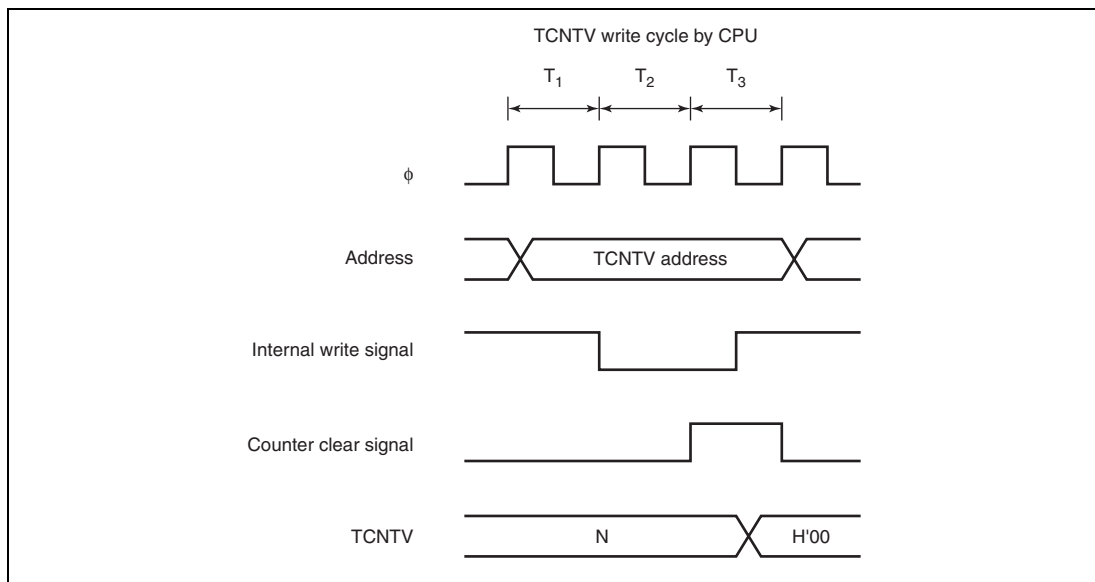 TCNTV write cycle by CPU
T1 T2 T3
ϕ
Address TCNTV address
Internal write signal
Counter clear signal
TCNTV N H'00